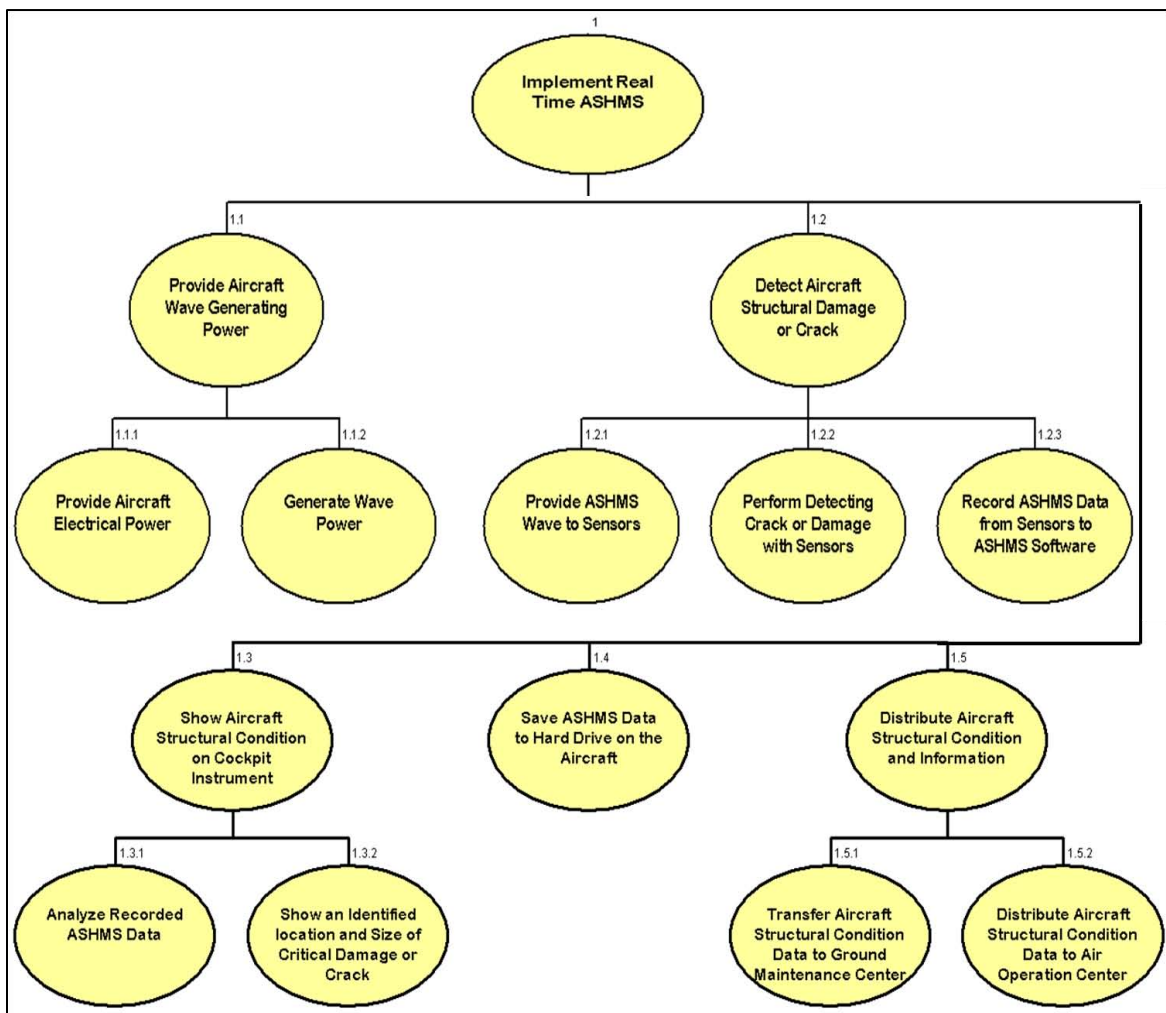 1
Implement Real
Time ASHMS
1.1
1.2
Provide Aircraft
Wave Generating
Power
Detect Aircraft
Structural Damage
or Crack
1.1.1
1.1.2
1.2.1
1.2.2
1.2.3
Provide Aircraft
Electrical Power
Generate Wave
Power
Provide ASHMS
Wave to Sensors
Perform Detecting
Crack or Damage
with Sensors
Record ASHMS Data
from Sensors to
ASHMS Software
1.3
1.4
1.5
Show Aircraft
Structural Condition
on Cockpit
Instrument
Save ASHMS Data
to Hard Drive on the
Aircraft
Distribute Aircraft
Structural Condition
and Information
1.3.1
1.3.2
1.5.1
1.5.2
Analyze Recorded
ASHMS Data
Show an Identified
location and Size of
Critical Damage or
Crack
Transfer Aircraft
Structural Condition
Data to Ground
Maintenance Center
Distribute Aircraft
Structural Condition
Data to Air
Operation Center